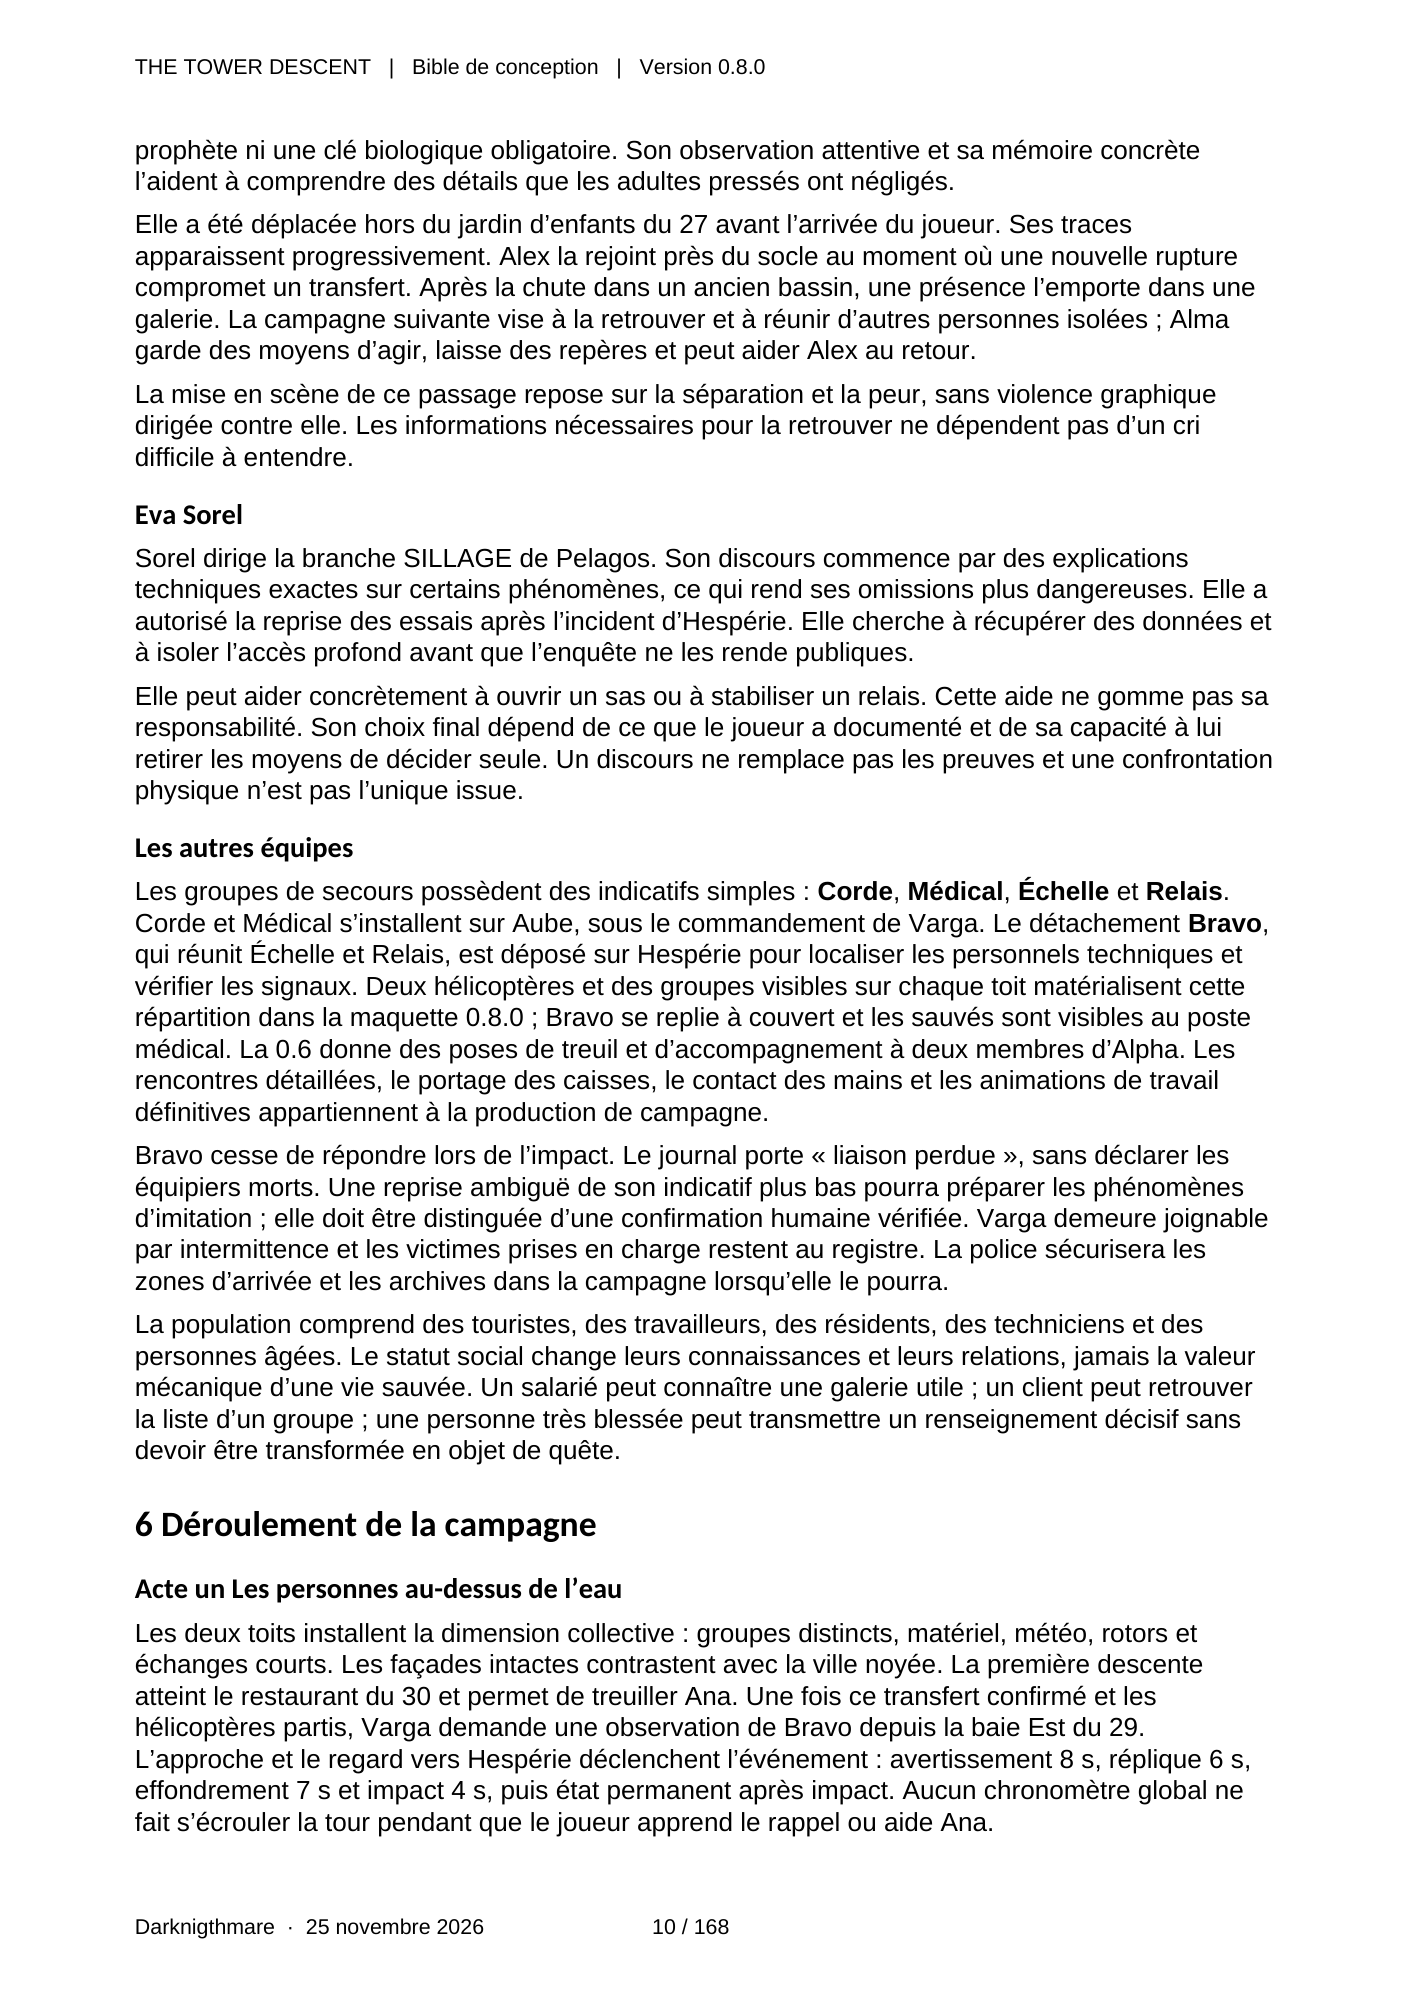 THE TOWER DESCENT | Bible de conception | Version 0.8.0
prophète ni une clé biologique obligatoire. Son observation attentive et sa mémoire concrète
l’aident à comprendre des détails que les adultes pressés ont négligés.
Elle a été déplacée hors du jardin d’enfants du 27 avant l’arrivée du joueur. Ses traces
apparaissent progressivement. Alex la rejoint près du socle au moment où une nouvelle rupture
compromet un transfert. Après la chute dans un ancien bassin, une présence l’emporte dans une
galerie. La campagne suivante vise à la retrouver et à réunir d’autres personnes isolées ; Alma
garde des moyens d’agir, laisse des repères et peut aider Alex au retour.
La mise en scène de ce passage repose sur la séparation et la peur, sans violence graphique
dirigée contre elle. Les informations nécessaires pour la retrouver ne dépendent pas d’un cri
difficile à entendre.
Eva Sorel
Sorel dirige la branche SILLAGE de Pelagos. Son discours commence par des explications
techniques exactes sur certains phénomènes, ce qui rend ses omissions plus dangereuses. Elle a
autorisé la reprise des essais après l’incident d’Hespérie. Elle cherche à récupérer des données et
à isoler l’accès profond avant que l’enquête ne les rende publiques.
Elle peut aider concrètement à ouvrir un sas ou à stabiliser un relais. Cette aide ne gomme pas sa
responsabilité. Son choix final dépend de ce que le joueur a documenté et de sa capacité à lui
retirer les moyens de décider seule. Un discours ne remplace pas les preuves et une confrontation
physique n’est pas l’unique issue.
Les autres équipes
Les groupes de secours possèdent des indicatifs simples : Corde, Médical, Échelle et Relais.
Corde et Médical s’installent sur Aube, sous le commandement de Varga. Le détachement Bravo,
qui réunit Échelle et Relais, est déposé sur Hespérie pour localiser les personnels techniques et
vérifier les signaux. Deux hélicoptères et des groupes visibles sur chaque toit matérialisent cette
répartition dans la maquette 0.8.0 ; Bravo se replie à couvert et les sauvés sont visibles au poste
médical. La 0.6 donne des poses de treuil et d’accompagnement à deux membres d’Alpha. Les
rencontres détaillées, le portage des caisses, le contact des mains et les animations de travail
définitives appartiennent à la production de campagne.
Bravo cesse de répondre lors de l’impact. Le journal porte « liaison perdue », sans déclarer les
équipiers morts. Une reprise ambiguë de son indicatif plus bas pourra préparer les phénomènes
d’imitation ; elle doit être distinguée d’une confirmation humaine vérifiée. Varga demeure joignable
par intermittence et les victimes prises en charge restent au registre. La police sécurisera les
zones d’arrivée et les archives dans la campagne lorsqu’elle le pourra.
La population comprend des touristes, des travailleurs, des résidents, des techniciens et des
personnes âgées. Le statut social change leurs connaissances et leurs relations, jamais la valeur
mécanique d’une vie sauvée. Un salarié peut connaître une galerie utile ; un client peut retrouver
la liste d’un groupe ; une personne très blessée peut transmettre un renseignement décisif sans
devoir être transformée en objet de quête.
6 Déroulement de la campagne
Acte un Les personnes au-dessus de l’eau
Les deux toits installent la dimension collective : groupes distincts, matériel, météo, rotors et
échanges courts. Les façades intactes contrastent avec la ville noyée. La première descente
atteint le restaurant du 30 et permet de treuiller Ana. Une fois ce transfert confirmé et les
hélicoptères partis, Varga demande une observation de Bravo depuis la baie Est du 29.
L’approche et le regard vers Hespérie déclenchent l’événement : avertissement 8 s, réplique 6 s,
effondrement 7 s et impact 4 s, puis état permanent après impact. Aucun chronomètre global ne
fait s’écrouler la tour pendant que le joueur apprend le rappel ou aide Ana.
Darknigthmare · 25 novembre 2026 10 / 168